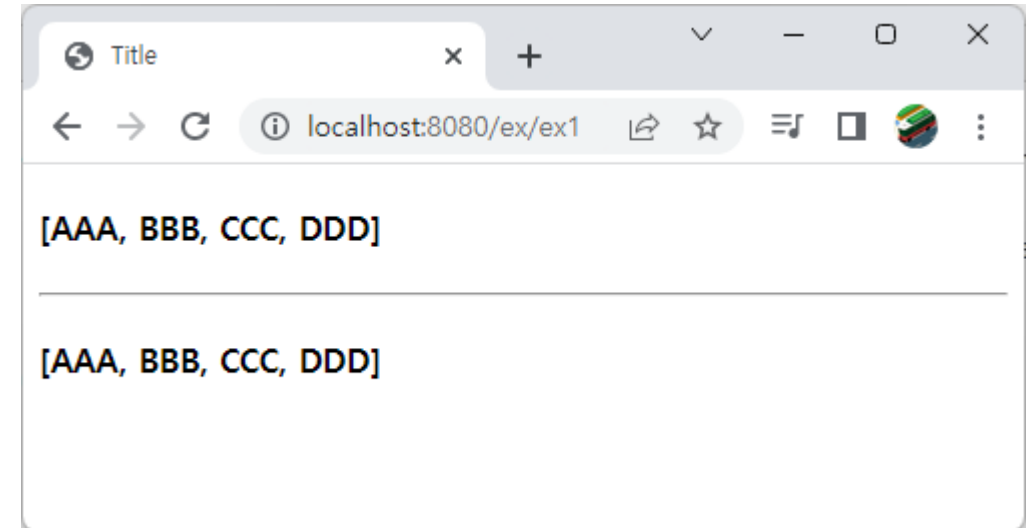 Title
localhost:8080/ex/ex1
[AAA, BBB, CCC, DDD]
[AAA, BBB, CCC, DDD]